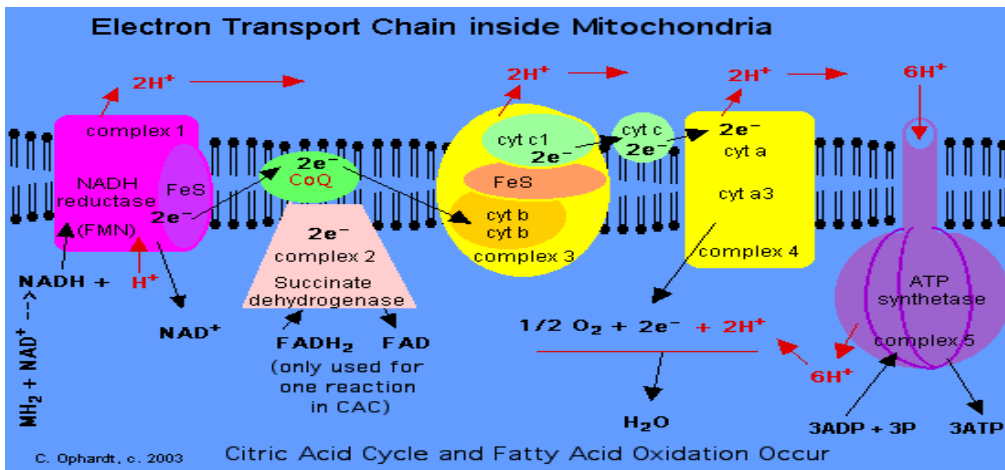 Electron Transport Chain inside Mitochondria
2H⁺
2H⁺
2H⁺
6H⁺
complex 1
NADH
reductase
(FMN)
FeS
2e⁻
H⁺
NADH +
NAD⁺
MH₂ + NAD⁺
2e⁻
CoQ
2e⁻
complex 2
Succinate
dehydrogenase
FADH₂
FAD
(only used for
one reaction
in CAC)
cyt c1
2e⁻
FeS
cyt b
cyt b
complex 3
cyt c
2e⁻
2e⁻
cyt a
cyt a3
complex 4
1/2 O₂ + 2e⁻ + 2H⁺
H₂O
ATP
synthetase
complex 5
6H⁺
3ADP + 3P
3ATP
C. Ophardt, c. 2003
Citric Acid Cycle and Fatty Acid Oxidation Occur